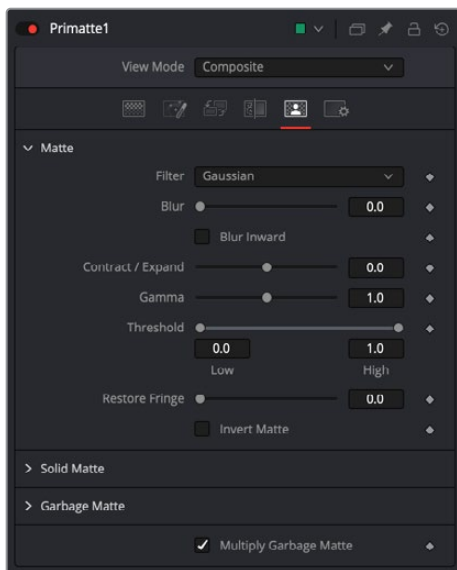 Primatte1
View Mode Composite
Matte
Filter Gaussian
Blur 0.0
Blur Inward
Contract / Expand 0.0
Gamma 1.0
Threshold
0.0 1.0
Low High
Restore Fringe 0.0
Invert Matte
Solid Matte
Garbage Matte
Multiply Garbage Matte